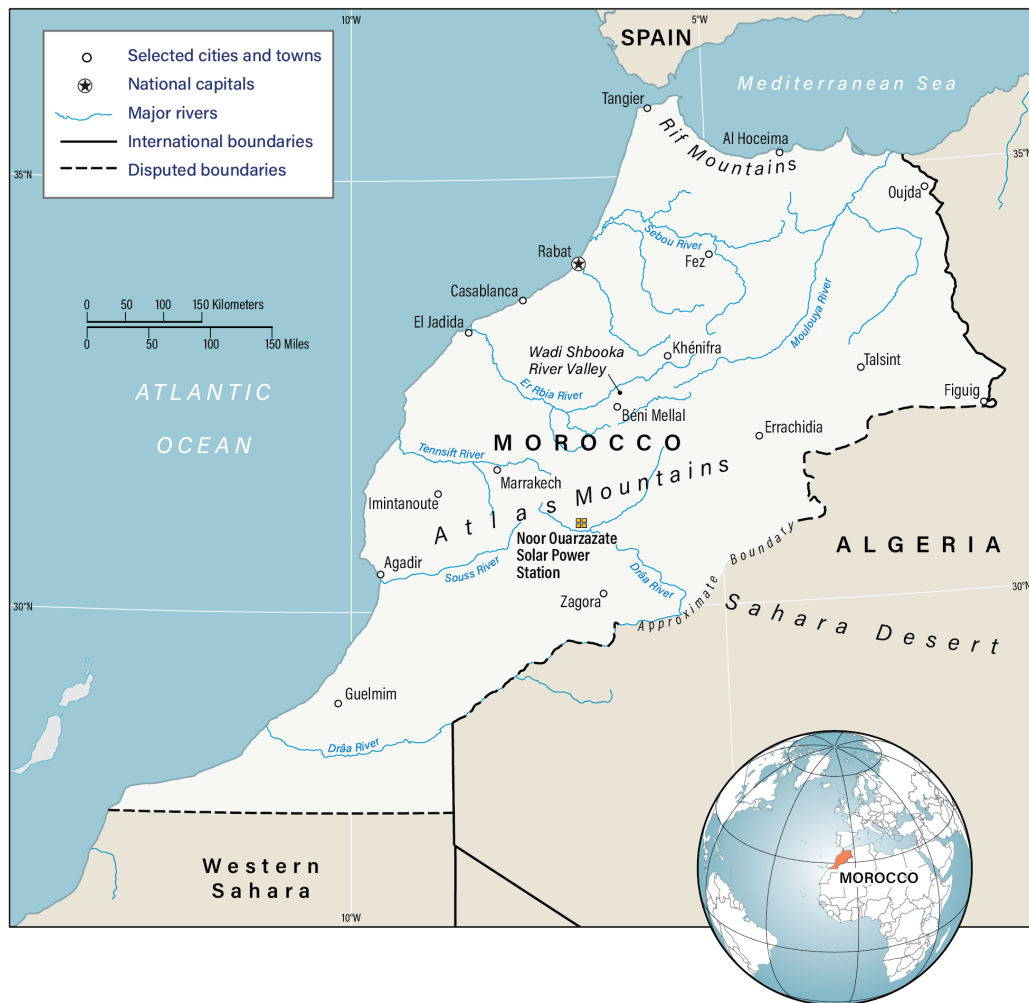 10°W
5°W
SPAIN
Mediterranean Sea
Selected cities and towns
National capitals
Major rivers
International boundaries
Disputed boundaries
Tangier
Rif Mountains
Al Hoceima
35°N
35°N
Oujda
Sebou River
Fez
Rabat
Casablanca
El Jadida
0 50 100 150 Kilometers
0 50 100 150 Miles
Moulouya River
Khénifra
Wadi Shbooka
River Valley
Talsint
Er Rbia River
Béni Mellal
Figuig
ATLANTIC
OCEAN
Errachidia
MOROCCO
Tennsift River
Marrakech
Imintanoute
Atlas Mountains
Noor Ouarzazate
Solar Power
Station
ALGERIA
Approximate Boundary
Agadir
Souss River
Drâa River
Zagora
30°N
30°N
Sahara Desert
Guelmim
Drâa River
Western
Sahara
MOROCCO
10°W